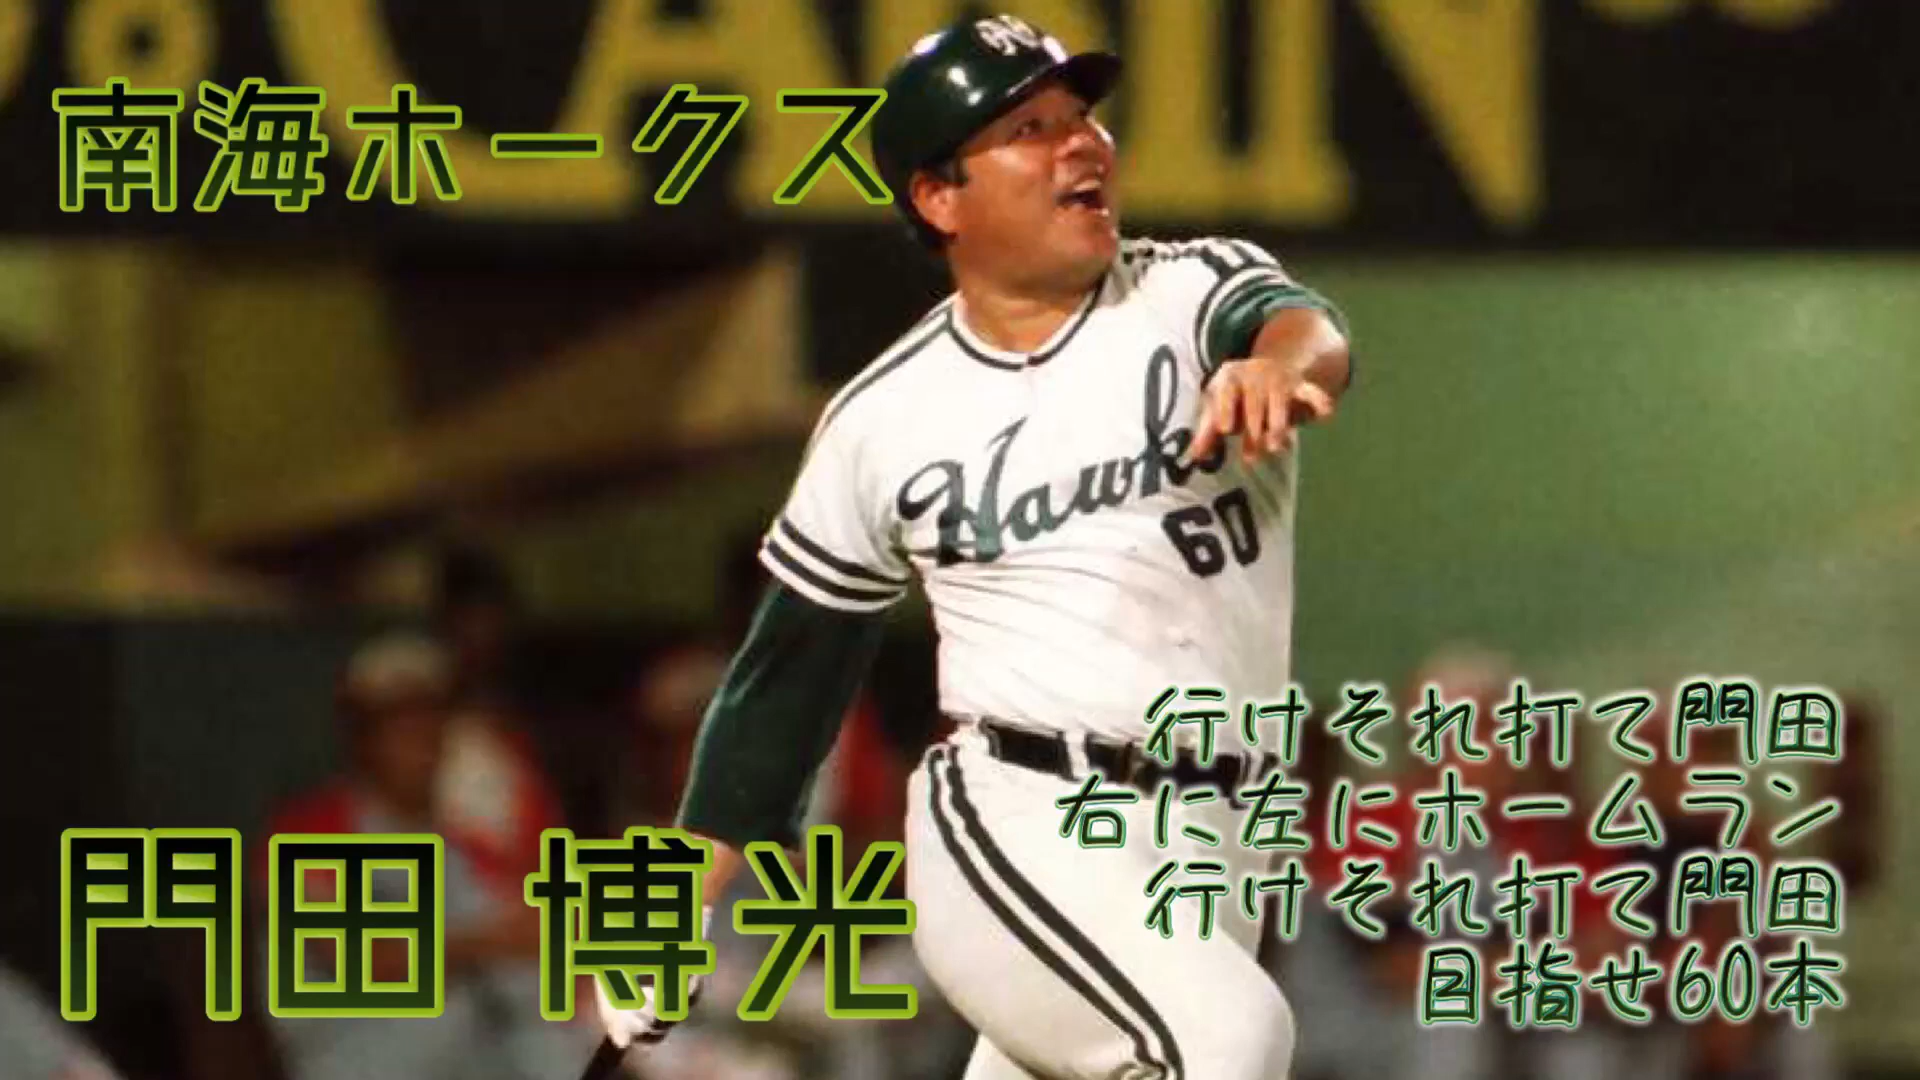 南海ホークス
Hawks
60
門田 博光
行けそれ打て門田
右に左にホームラン
行けそれ打て門田
目指せ60本